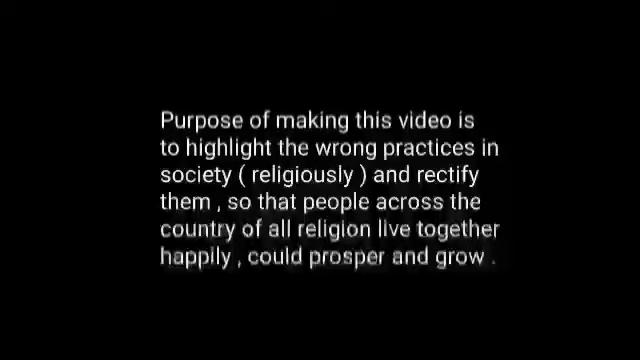 Purpose of making this video is
to highlight the wrong practices in
society ( religiously ) and rectify
them , so that people across the
country of all religion live together
happily , could prosper and grow .